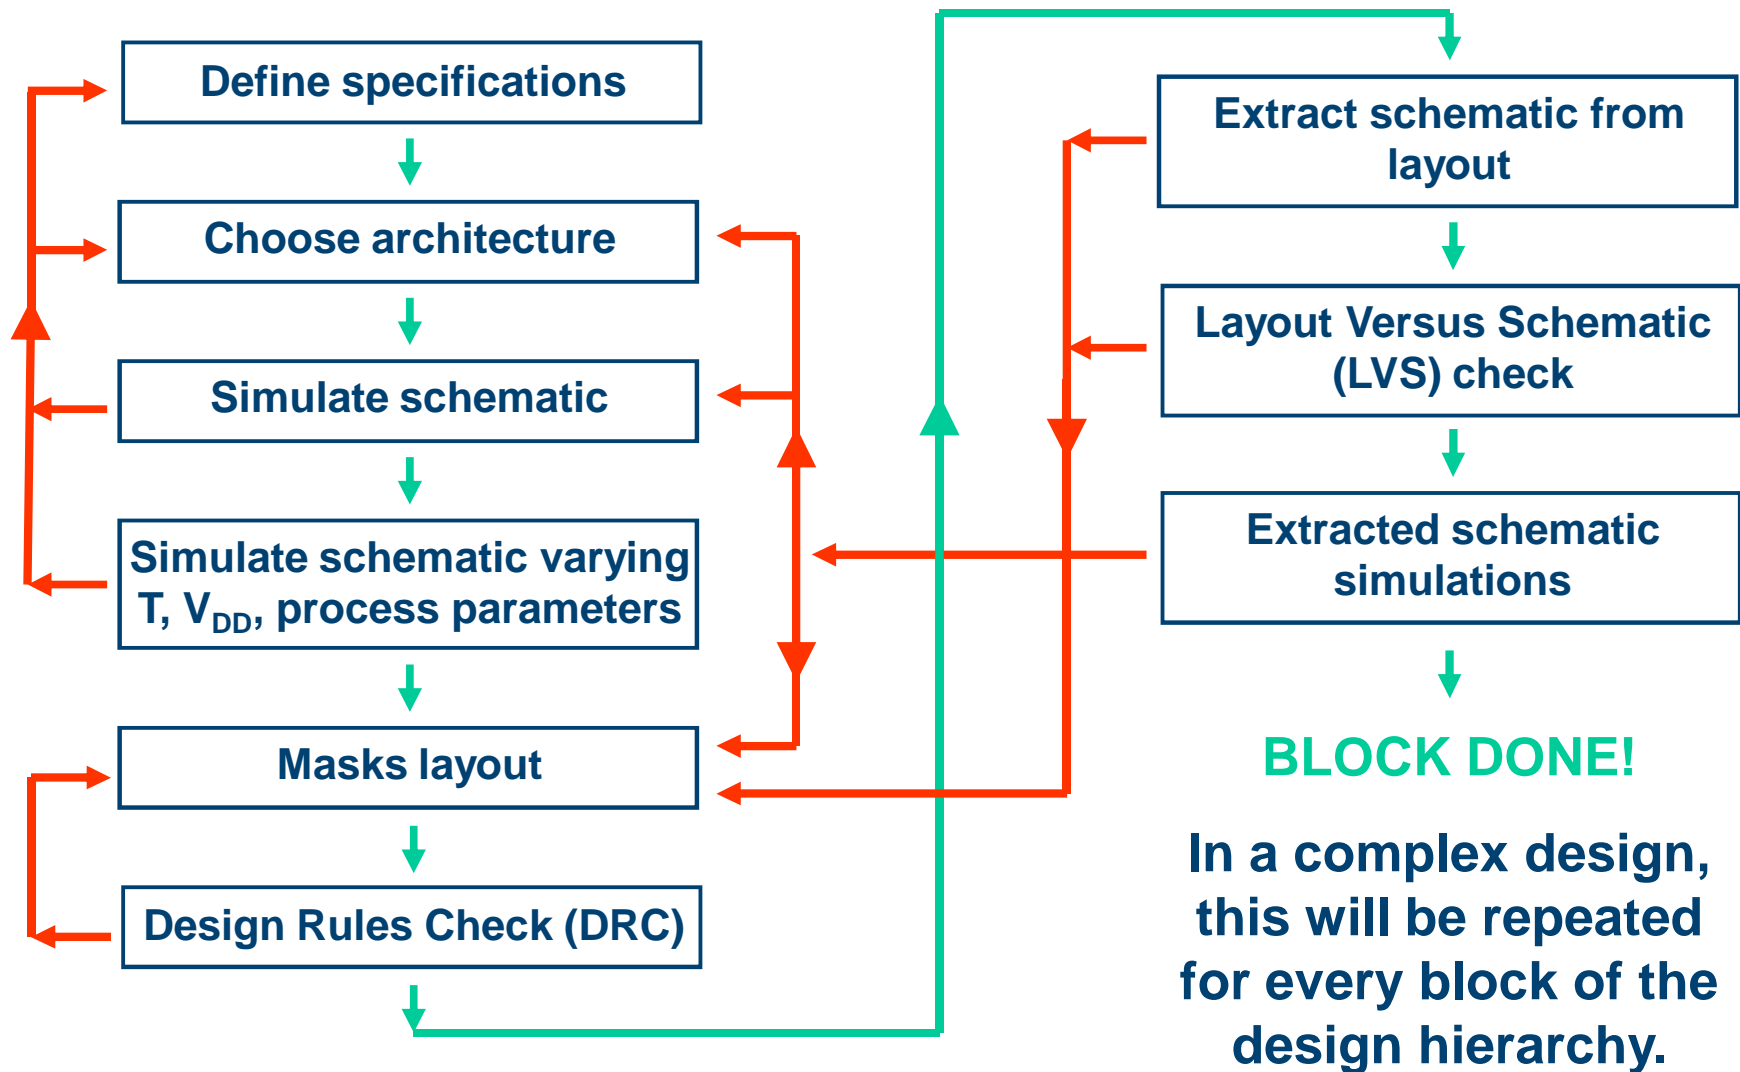 Define specifications
Choose architecture
Simulate schematic
Simulate schematic varying
T, VDD, process parameters
Masks layout
Design Rules Check (DRC)
Extract schematic from
layout
Layout Versus Schematic
(LVS) check
Extracted schematic
simulations
BLOCK DONE!
In a complex design,
this will be repeated
for every block of the
design hierarchy.